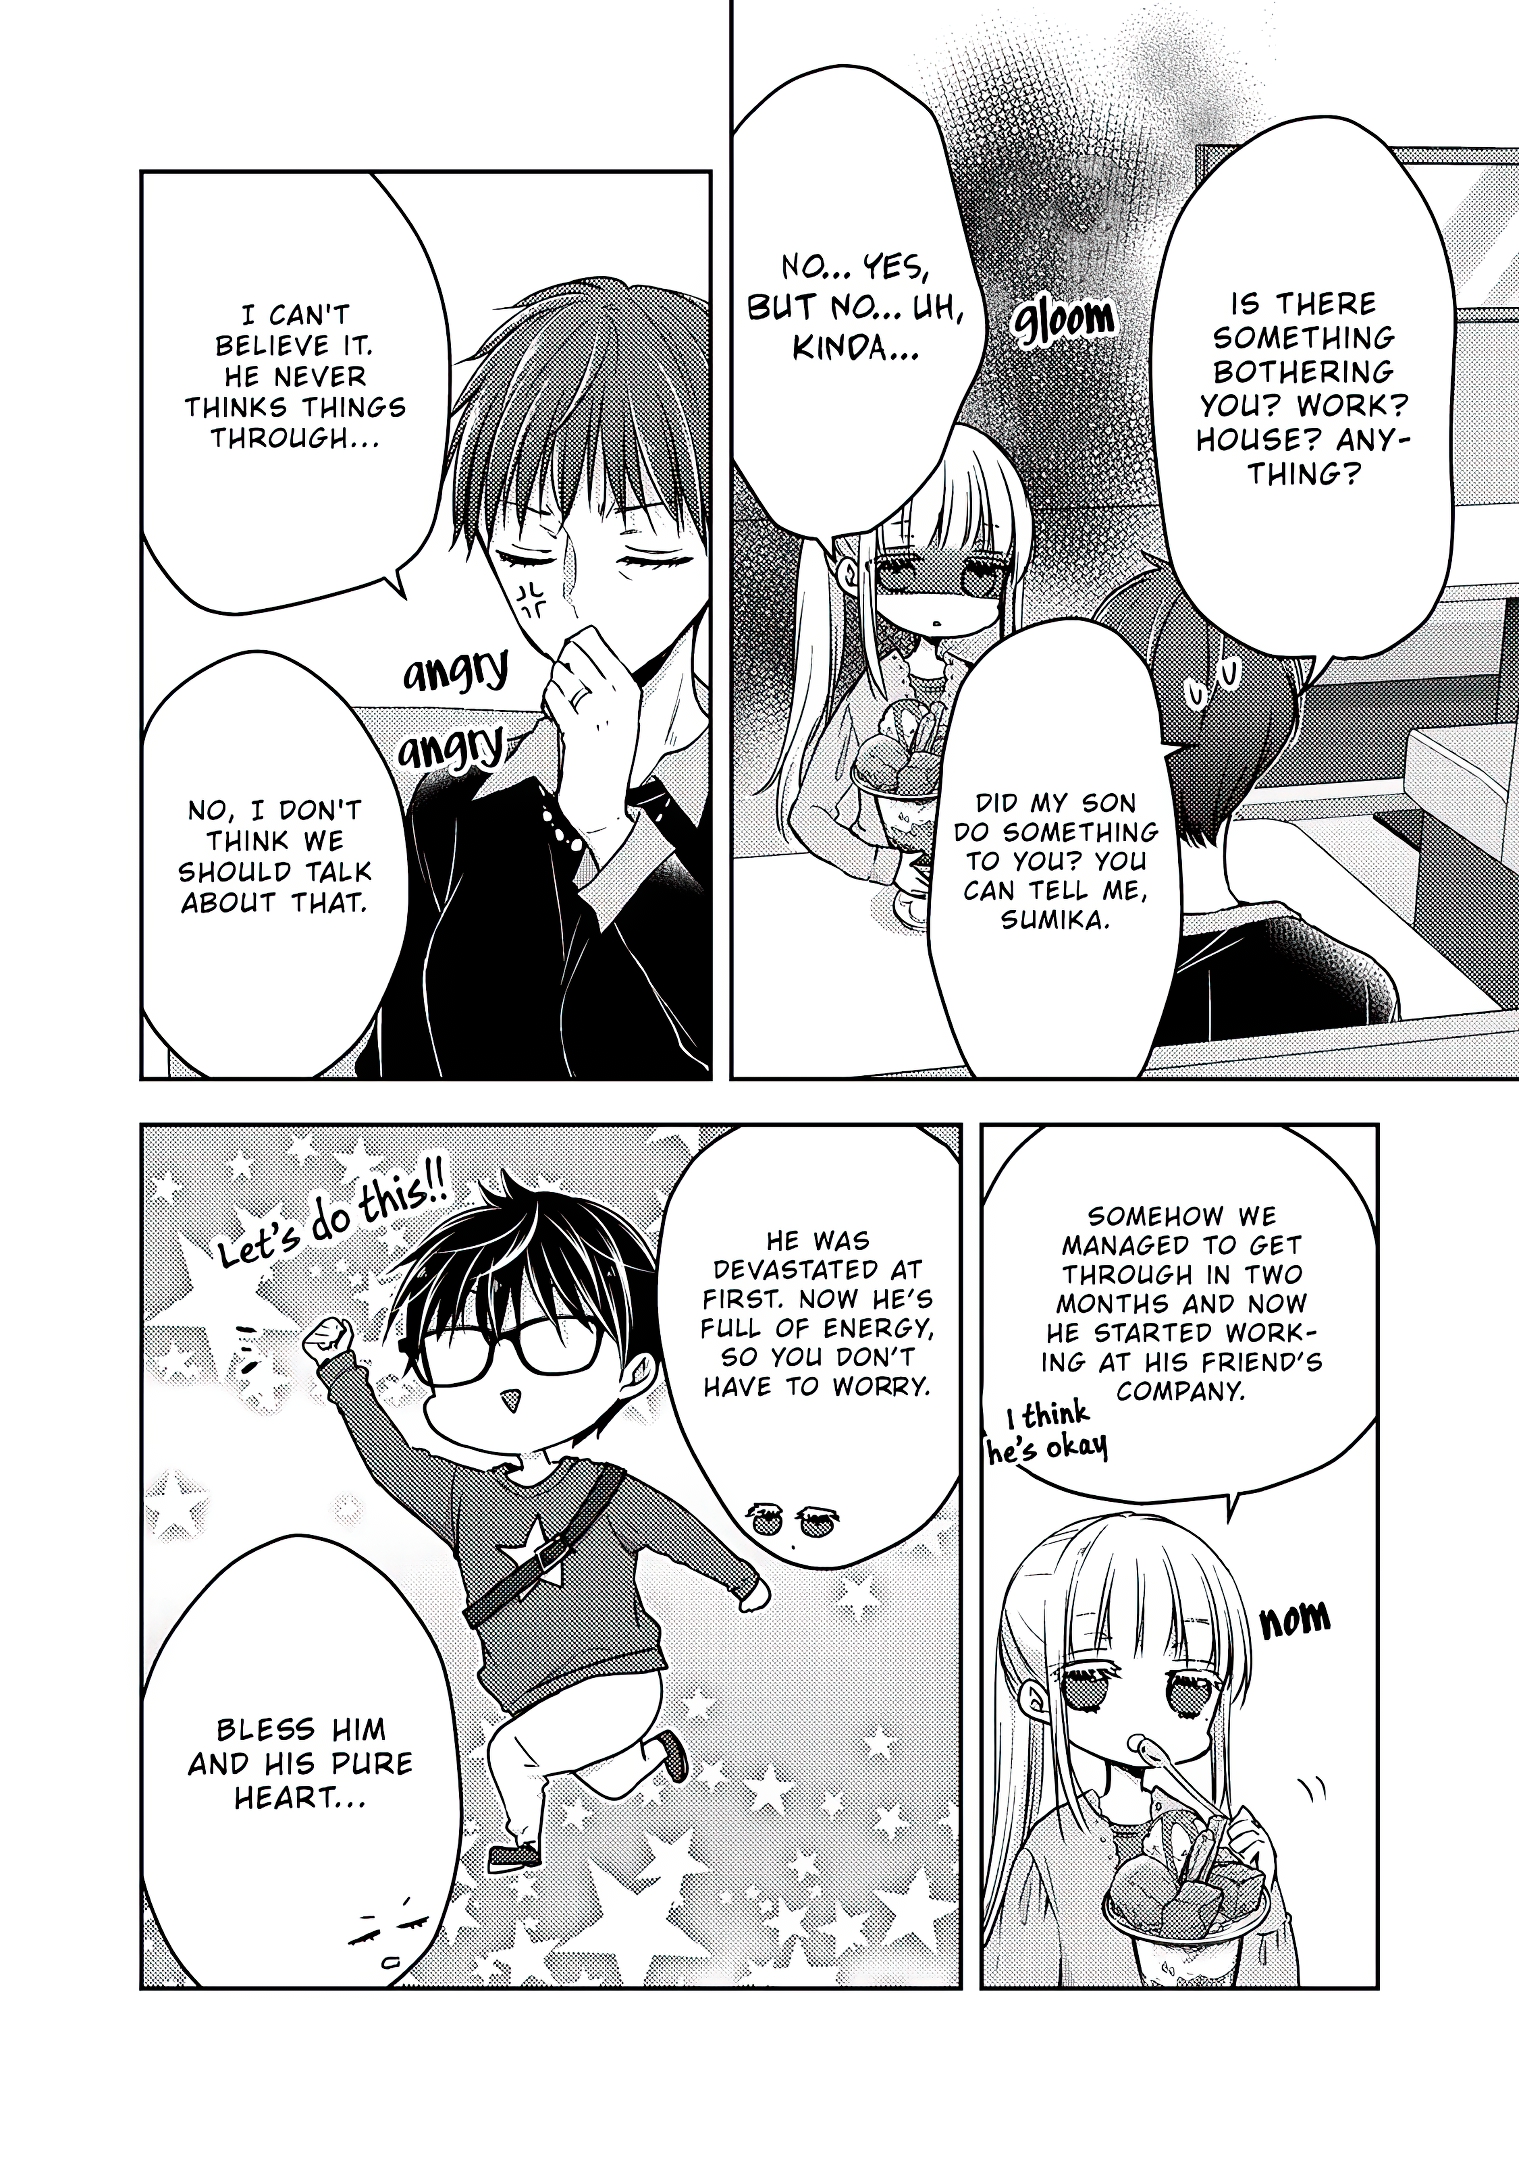 IS THERE
SOMETHING
BOTHERING
YOU? WORK?
HOUSE? ANY-
THING?
gloom
NO... YES,
BUT NO... UH,
KINDA...
DID MY SON
DO SOMETHING
TO YOU? YOU
CAN TELL ME,
SUMIKA.
I CAN'T
BELIEVE IT.
HE NEVER
THINKS THINGS
THROUGH...
angry
angry
NO, I DON'T
THINK WE
SHOULD TALK
ABOUT THAT.
SOMEHOW WE
MANAGED TO GET
THROUGH IN TWO
MONTHS AND NOW
HE STARTED WORK-
ING AT HIS FRIEND'S
COMPANY.
I think
he's okay
nom
HE WAS
DEVASTATED AT
FIRST. NOW HE'S
FULL OF ENERGY,
SO YOU DON'T
HAVE TO WORRY.
Let's do this!!
BLESS HIM
AND HIS PURE
HEART...